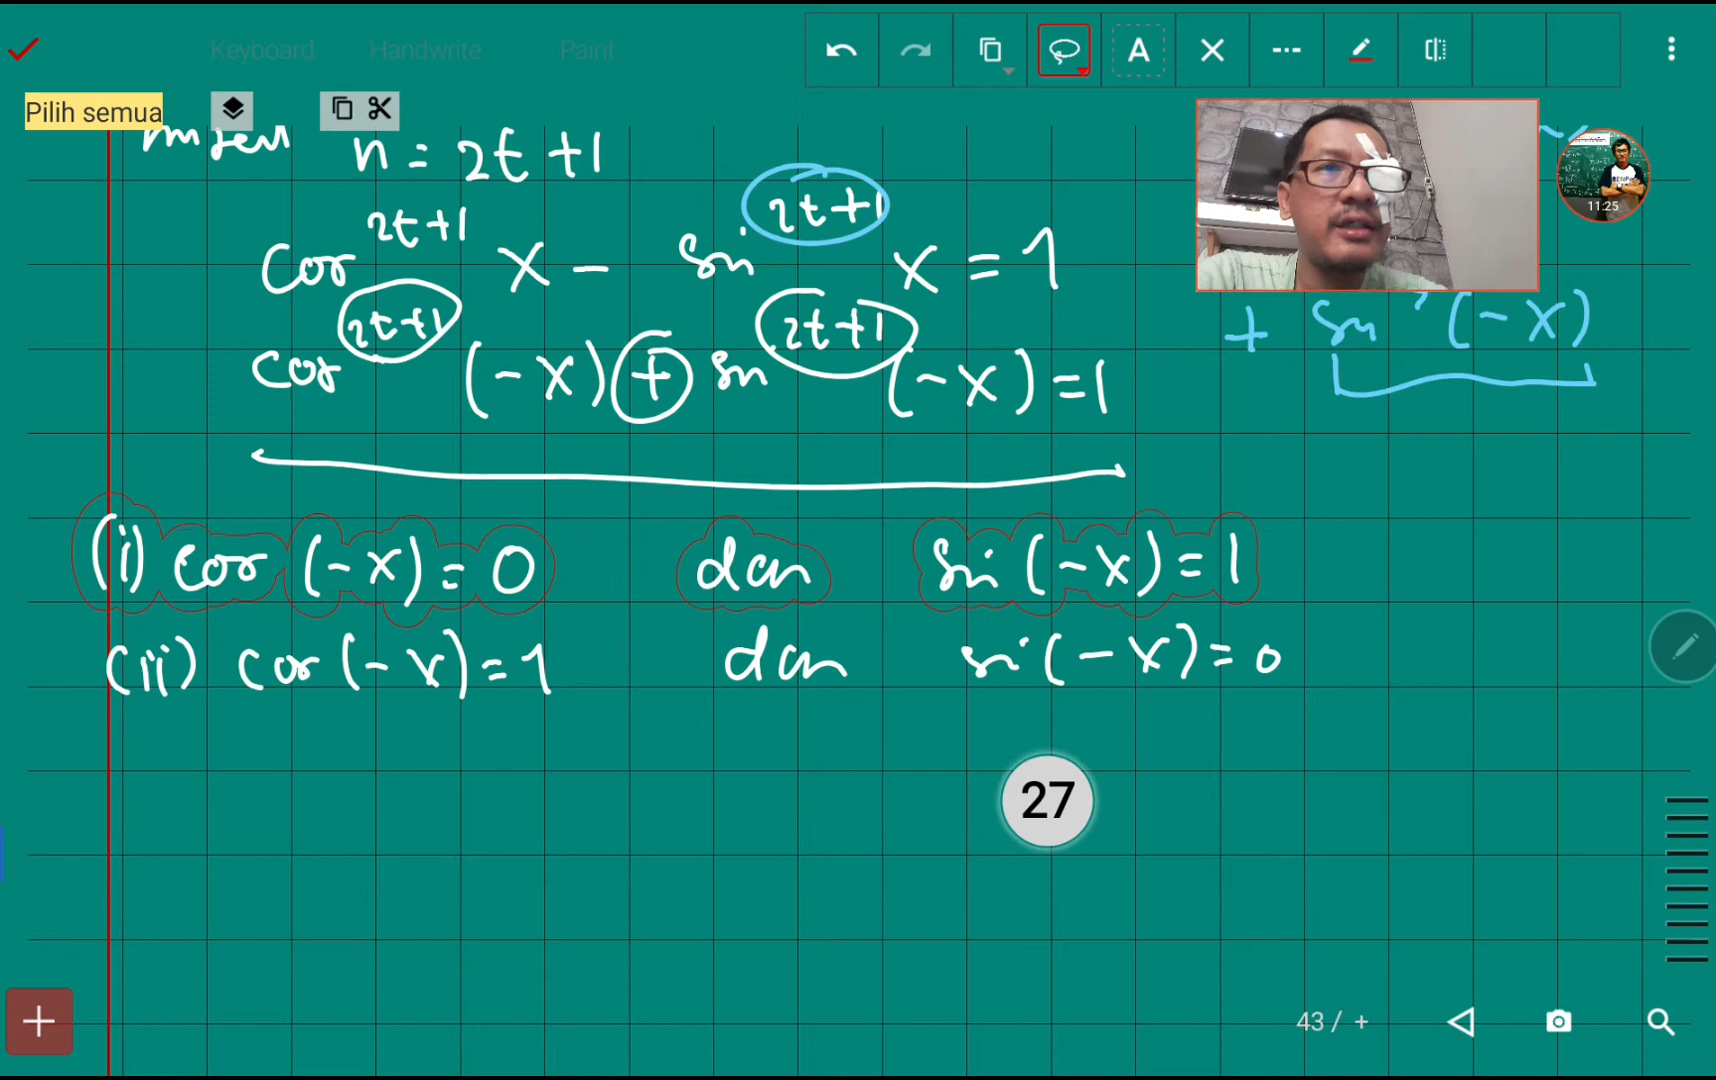 Keyboard Handwrite Paint
A
Pilih semua
11:25
n = 2t + 1
cos^{2t+1} x - sin^{2t+1} x = 1
cos^{2t+1} (-x) + sin^{2t+1} (-x) = 1
+ sin (-x)
(i) cos (-x) = 0 dan sin (-x) = 1
(ii) cos (-x) = 1 dan sin (-x) = 0
27
43 / +